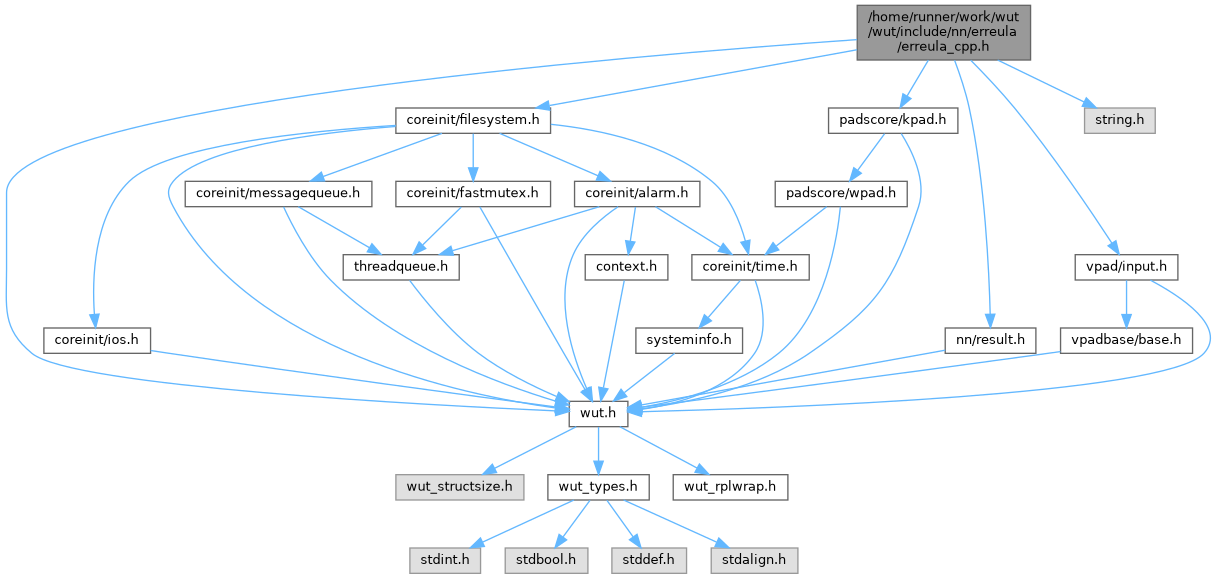 /home/runner/work/wut
/wut/include/nn/erreula
/erreula_cpp.h
coreinit/filesystem.h
padscore/kpad.h
string.h
coreinit/messagequeue.h
coreinit/fastmutex.h
coreinit/alarm.h
padscore/wpad.h
threadqueue.h
context.h
coreinit/time.h
vpad/input.h
coreinit/ios.h
systeminfo.h
nn/result.h
vpadbase/base.h
wut.h
wut_structsize.h
wut_types.h
wut_rplwrap.h
stdint.h
stdbool.h
stddef.h
stdalign.h